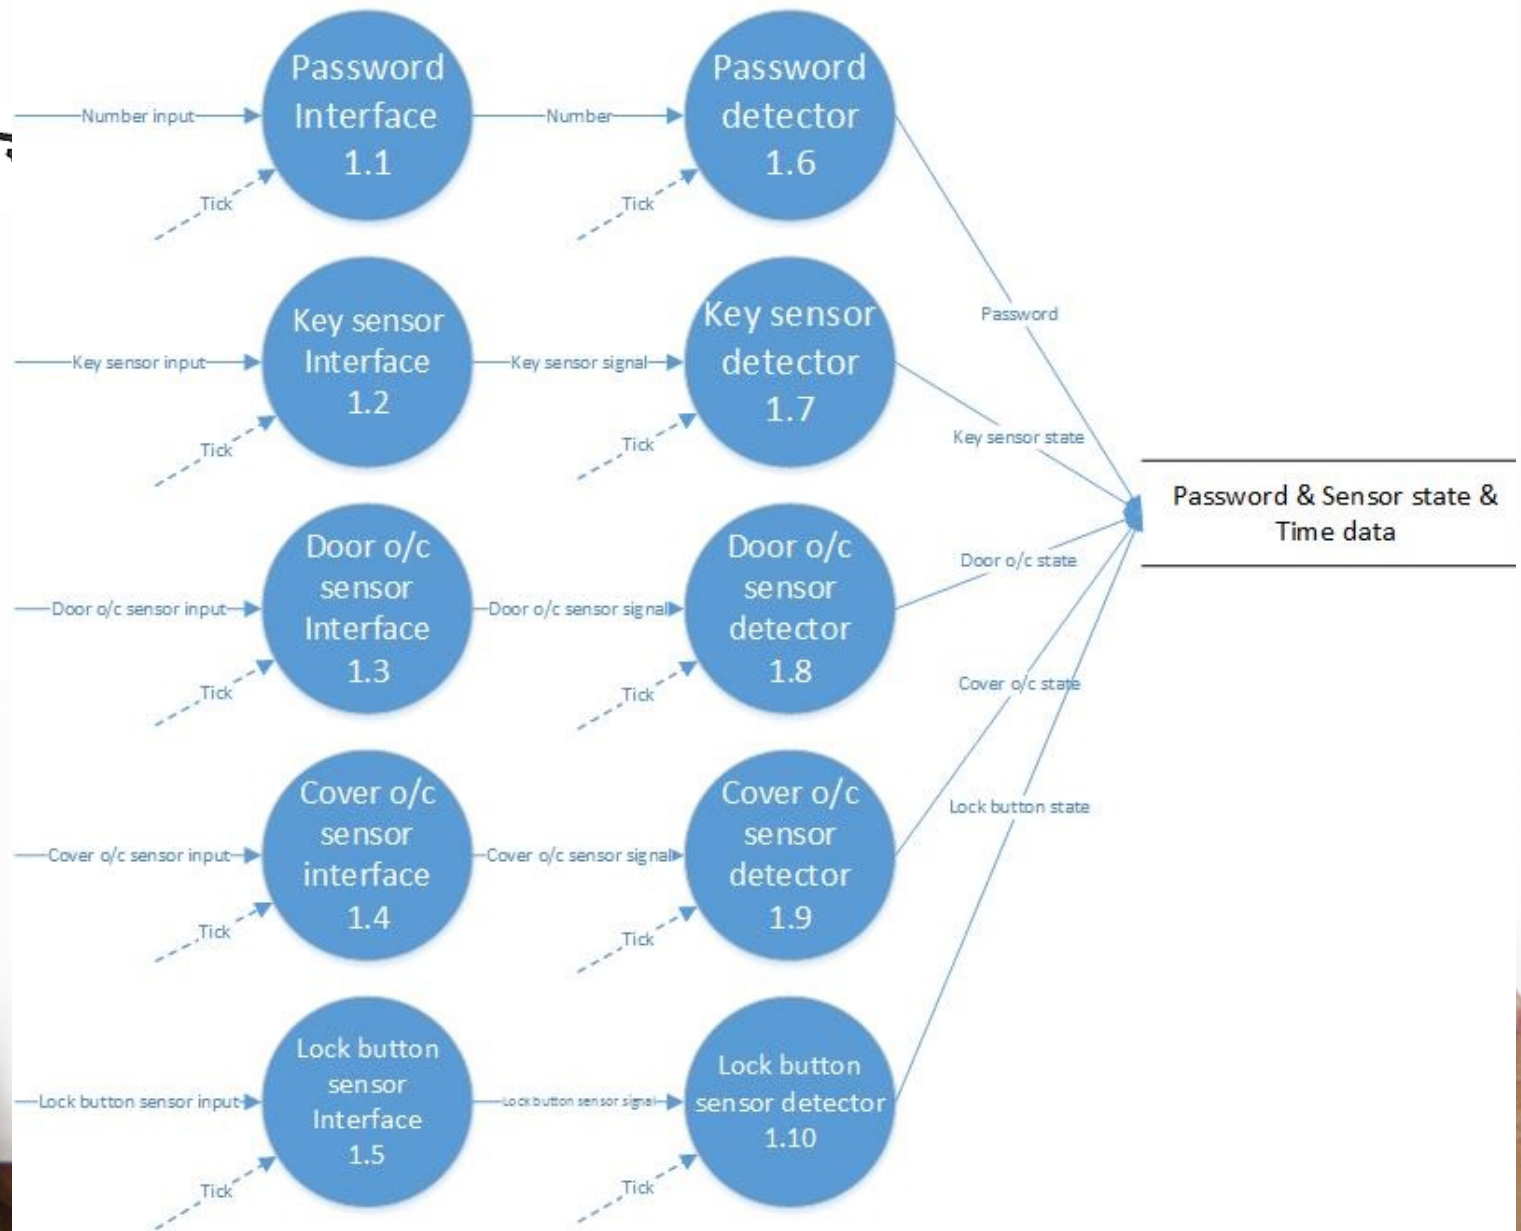 Password
Interface
1.1
Password
detector
1.6
Number input
Number
Tick
Tick
Password
Key sensor
Interface
1.2
Key sensor
detector
1.7
Key sensor input
Key sensor signal
Key sensor state
Tick
Tick
Password & Sensor state &
Time data
Door o/c
sensor
Interface
1.3
Door o/c
sensor
detector
1.8
Door o/c sensor input
Door o/c sensor signal
Door o/c state
Tick
Tick
Cover o/c state
Cover o/c
sensor
interface
1.4
Cover o/c
sensor
detector
1.9
Cover o/c sensor input
Cover o/c sensor signal
Lock button state
Tick
Tick
Lock button
sensor
Interface
1.5
Lock button
sensor detector
1.10
Lock button sensor input
Lock button sensor signal
Tick
Tick